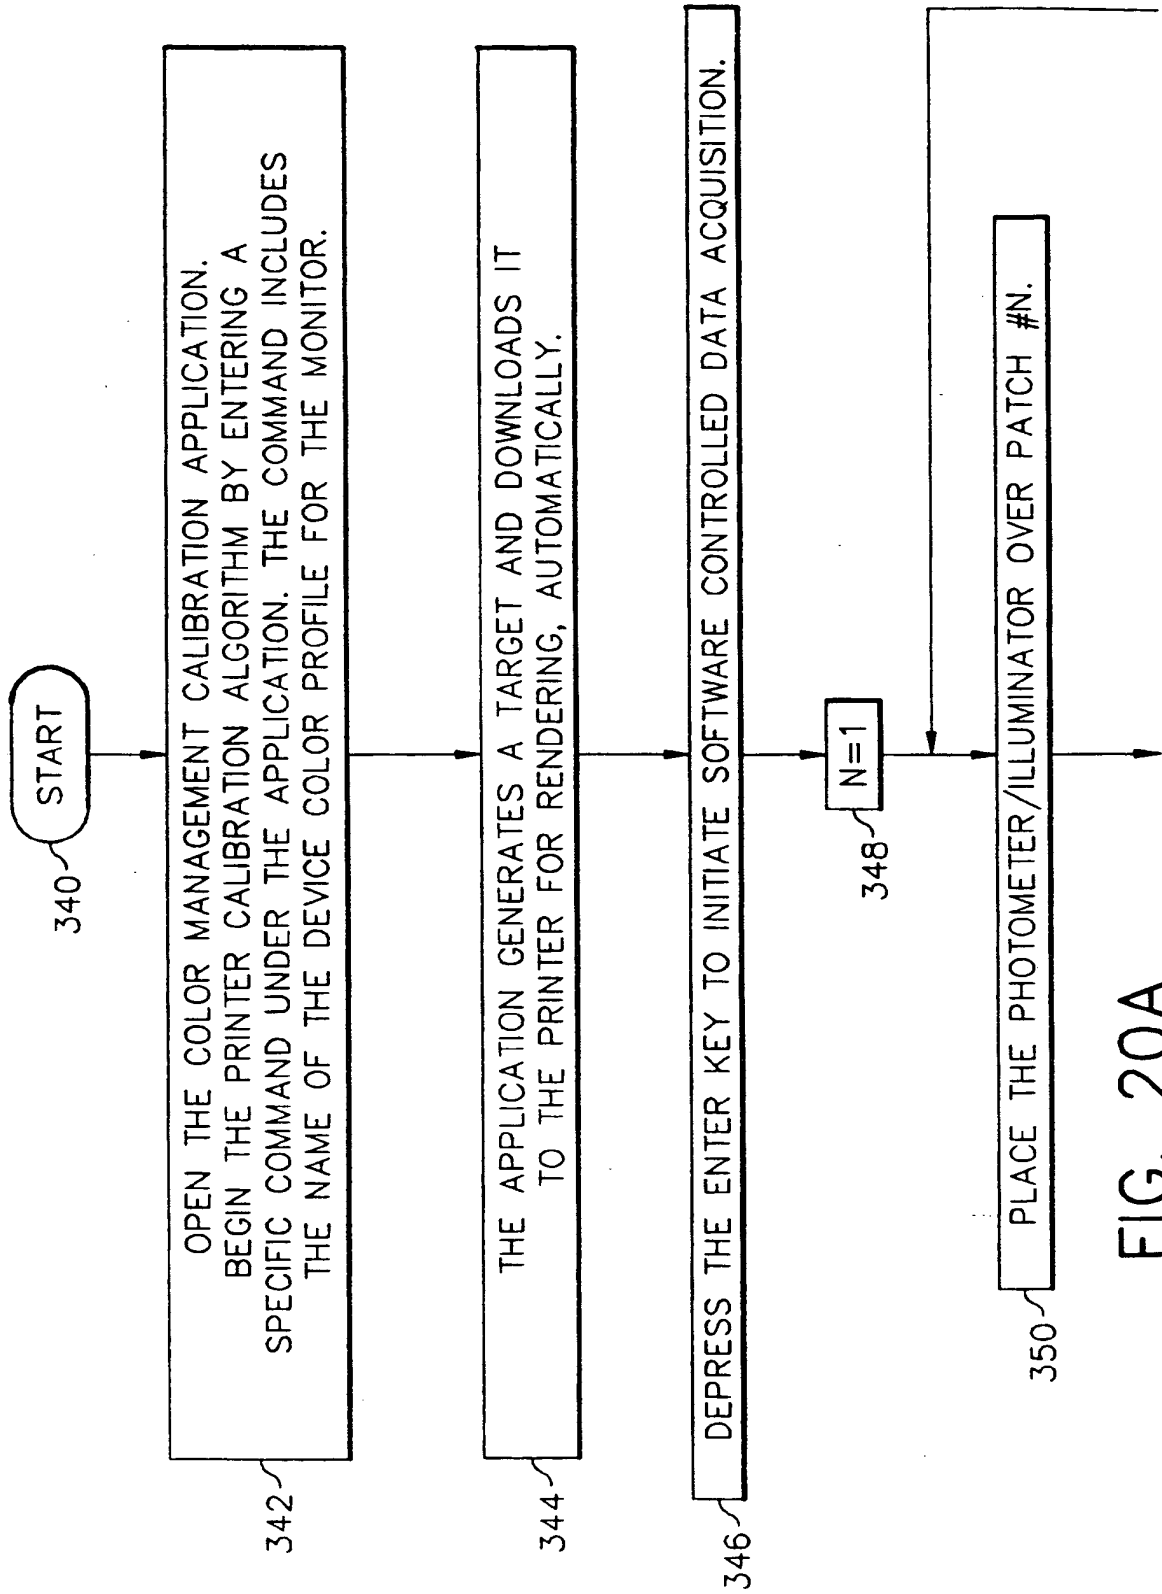 START
340
OPEN THE COLOR MANAGEMENT CALIBRATION APPLICATION.
BEGIN THE PRINTER CALIBRATION ALGORITHM BY ENTERING A
SPECIFIC COMMAND UNDER THE APPLICATION. THE COMMAND INCLUDES
THE NAME OF THE DEVICE COLOR PROFILE FOR THE MONITOR.
342
THE APPLICATION GENERATES A TARGET AND DOWNLOADS IT
TO THE PRINTER FOR RENDERING, AUTOMATICALLY.
344
DEPRESS THE ENTER KEY TO INITIATE SOFTWARE CONTROLLED DATA ACQUISITION.
346
N=1
348
PLACE THE PHOTOMETER/ILLUMINATOR OVER PATCH #N.
350
FIG. 20A